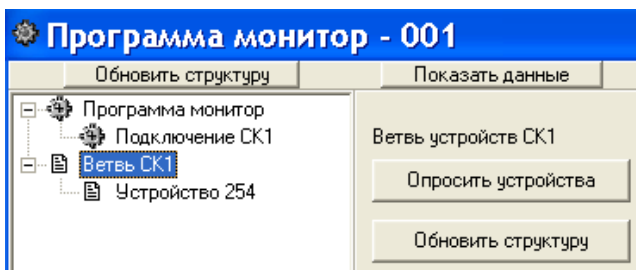 Программа монитор - 001
Обновить структуру
Показать данные
Программа монитор
Подключение СК1
Ветвь СК1
Устройство 254
Ветвь устройств СК1
Опросить устройства
Обновить структуру